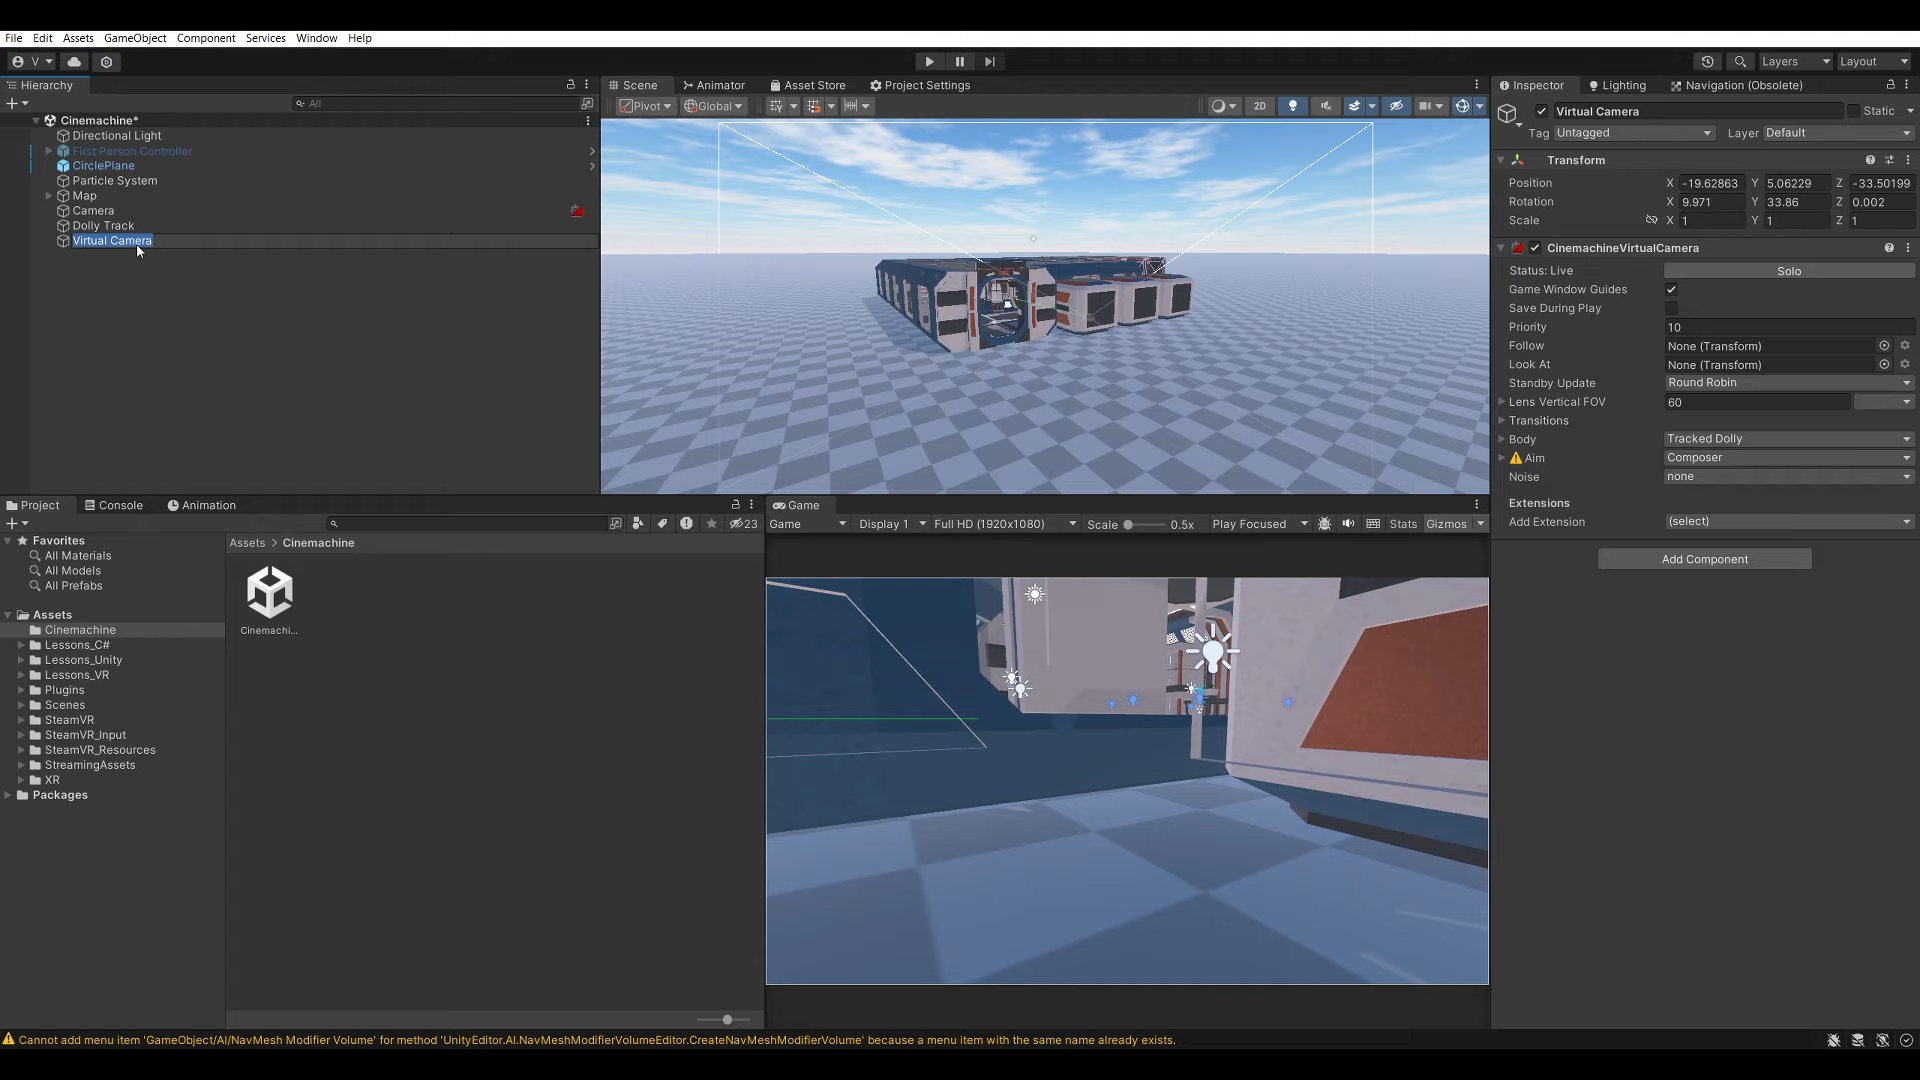 File Edit Assets GameObject Component Services Window Help
V Layers Layout
Hierarchy
All
Cinemachine*
Directional Light
First Person Controller
CirclePlane
Particle System
Map
Camera
Dolly Track
Virtual Camera
Scene Animator Asset Store Project Settings
Pivot Global 2D
Inspector Lighting Navigation (Obsolete)
Virtual Camera Static
Tag Untagged Layer Default
Transform
Position X -19.62863 Y 5.06229 Z -33.50199
Rotation X 9.971 Y 33.86 Z 0.002
Scale X 1 Y 1 Z 1
CinemachineVirtualCamera
Status: Live Solo
Game Window Guides
Save During Play
Priority 10
Follow None (Transform)
Look At None (Transform)
Standby Update Round Robin
Lens Vertical FOV 60
Transitions
Body Tracked Dolly
Aim Composer
Noise none
Extensions
Add Extension (select)
Add Component
Project Console Animation
23
Favorites
All Materials
All Models
All Prefabs
Assets
Cinemachine
Lessons_C#
Lessons_Unity
Lessons_VR
Plugins
Scenes
SteamVR
SteamVR_Input
SteamVR_Resources
StreamingAssets
XR
Packages
Assets > Cinemachine
Cinemachi...
Game
Game Display 1 Full HD (1920x1080) Scale 0.5x Play Focused Stats Gizmos
Cannot add menu item 'GameObject/AI/NavMesh Modifier Volume' for method 'UnityEditor.AI.NavMeshModifierVolumeEditor.CreateNavMeshModifierVolume' because a menu item with the same name already exists.